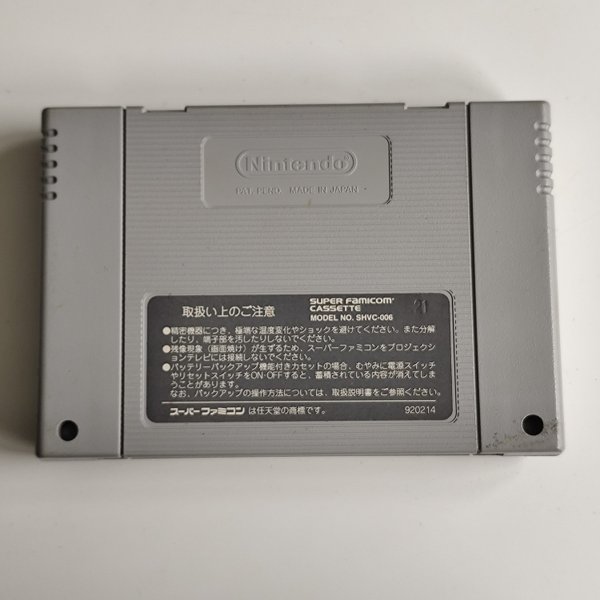 Nintendo®
PAT. PEND. MADE IN JAPAN
取扱い上のご注意
SUPER FAMICOM
CASSETTE
MODEL NO. SHVC-006
21
●精密機器につき、極端な温度変化やショックを避けてください。また分解
したり、端子部を汚したりしないでください。
●残像現象（画面焼け）が生ずるため、スーパーファミコンをプロジェクシ
ョンテレビには接続しないでください。
●バッテリーバックアップ機能付きカセットの場合、むやみに電源スイッチ
やリセットスイッチをON・OFFすると、蓄積されている内容が消えてしま
うことがあります。
なお、バックアップの操作方法については、取扱説明書をご参照ください。
スーパーファミコンは任天堂の商標です。
920214